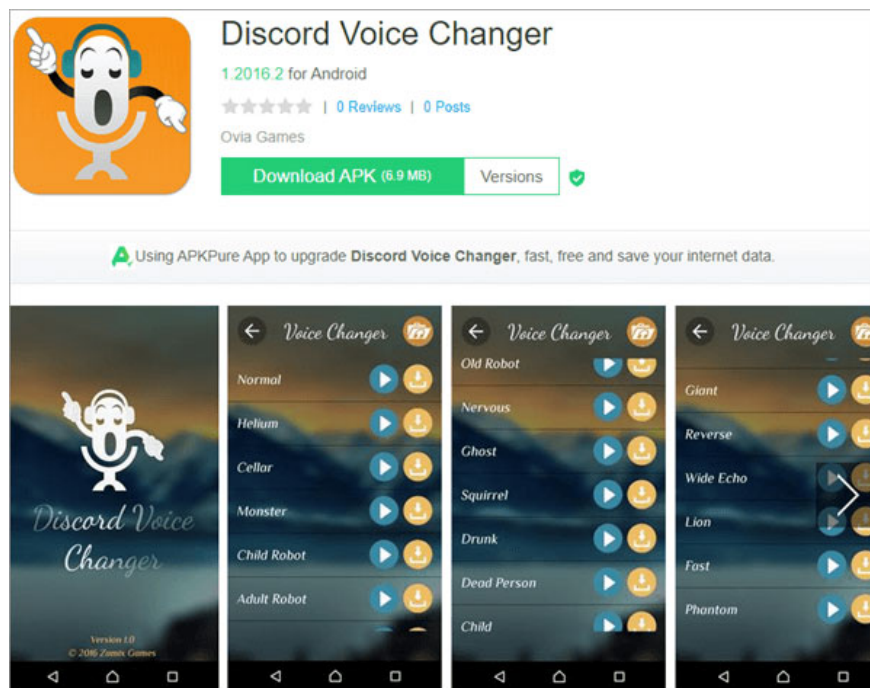 Discord Voice Changer
1.2016.2 for Android
| 0 Reviews | 0 Posts
Ovia Games
Download APK (6.9 MB) Versions
Using APKPure App to upgrade Discord Voice Changer, fast, free and save your internet data.
Discord Voice
Changer
Version 1.0
© 2016 Zamix Games
Voice Changer
Normal
Helium
Cellar
Monster
Child Robot
Adult Robot
Voice Changer
Old Robot
Nervous
Ghost
Squirrel
Drunk
Dead Person
Child
Voice Changer
Giant
Reverse
Wide Echo
Lion
Fast
Phantom